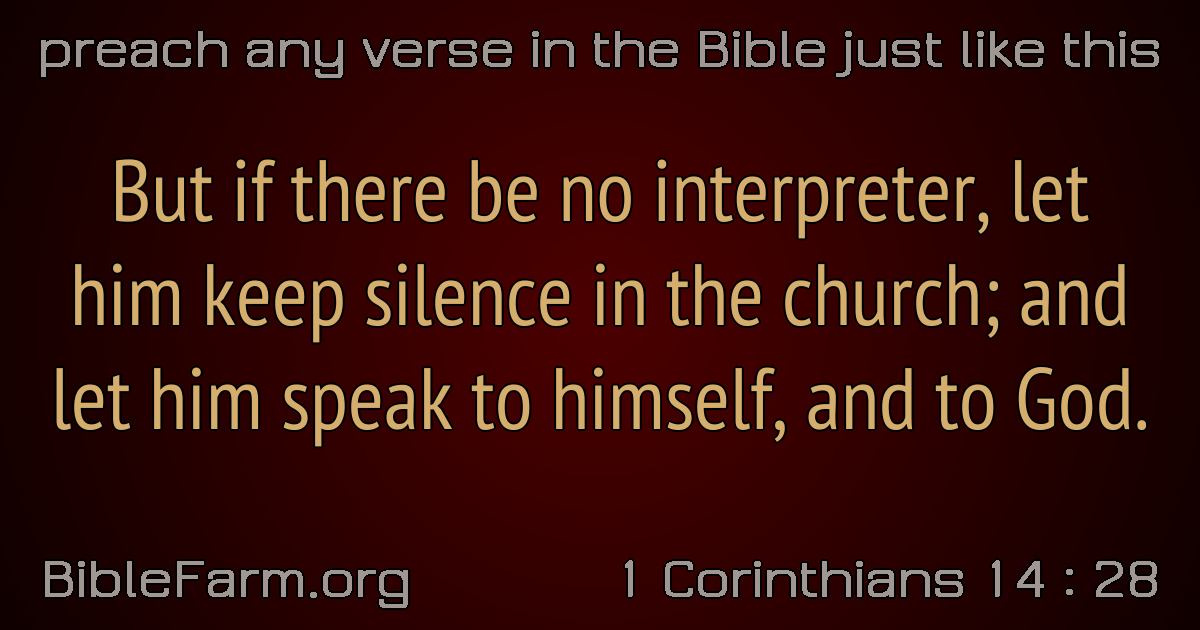 preach any verse in the Bible just like this
But if there be no interpreter, let
him keep silence in the church; and
let him speak to himself, and to God.
BibleFarm.org
1 Corinthians 14 : 28